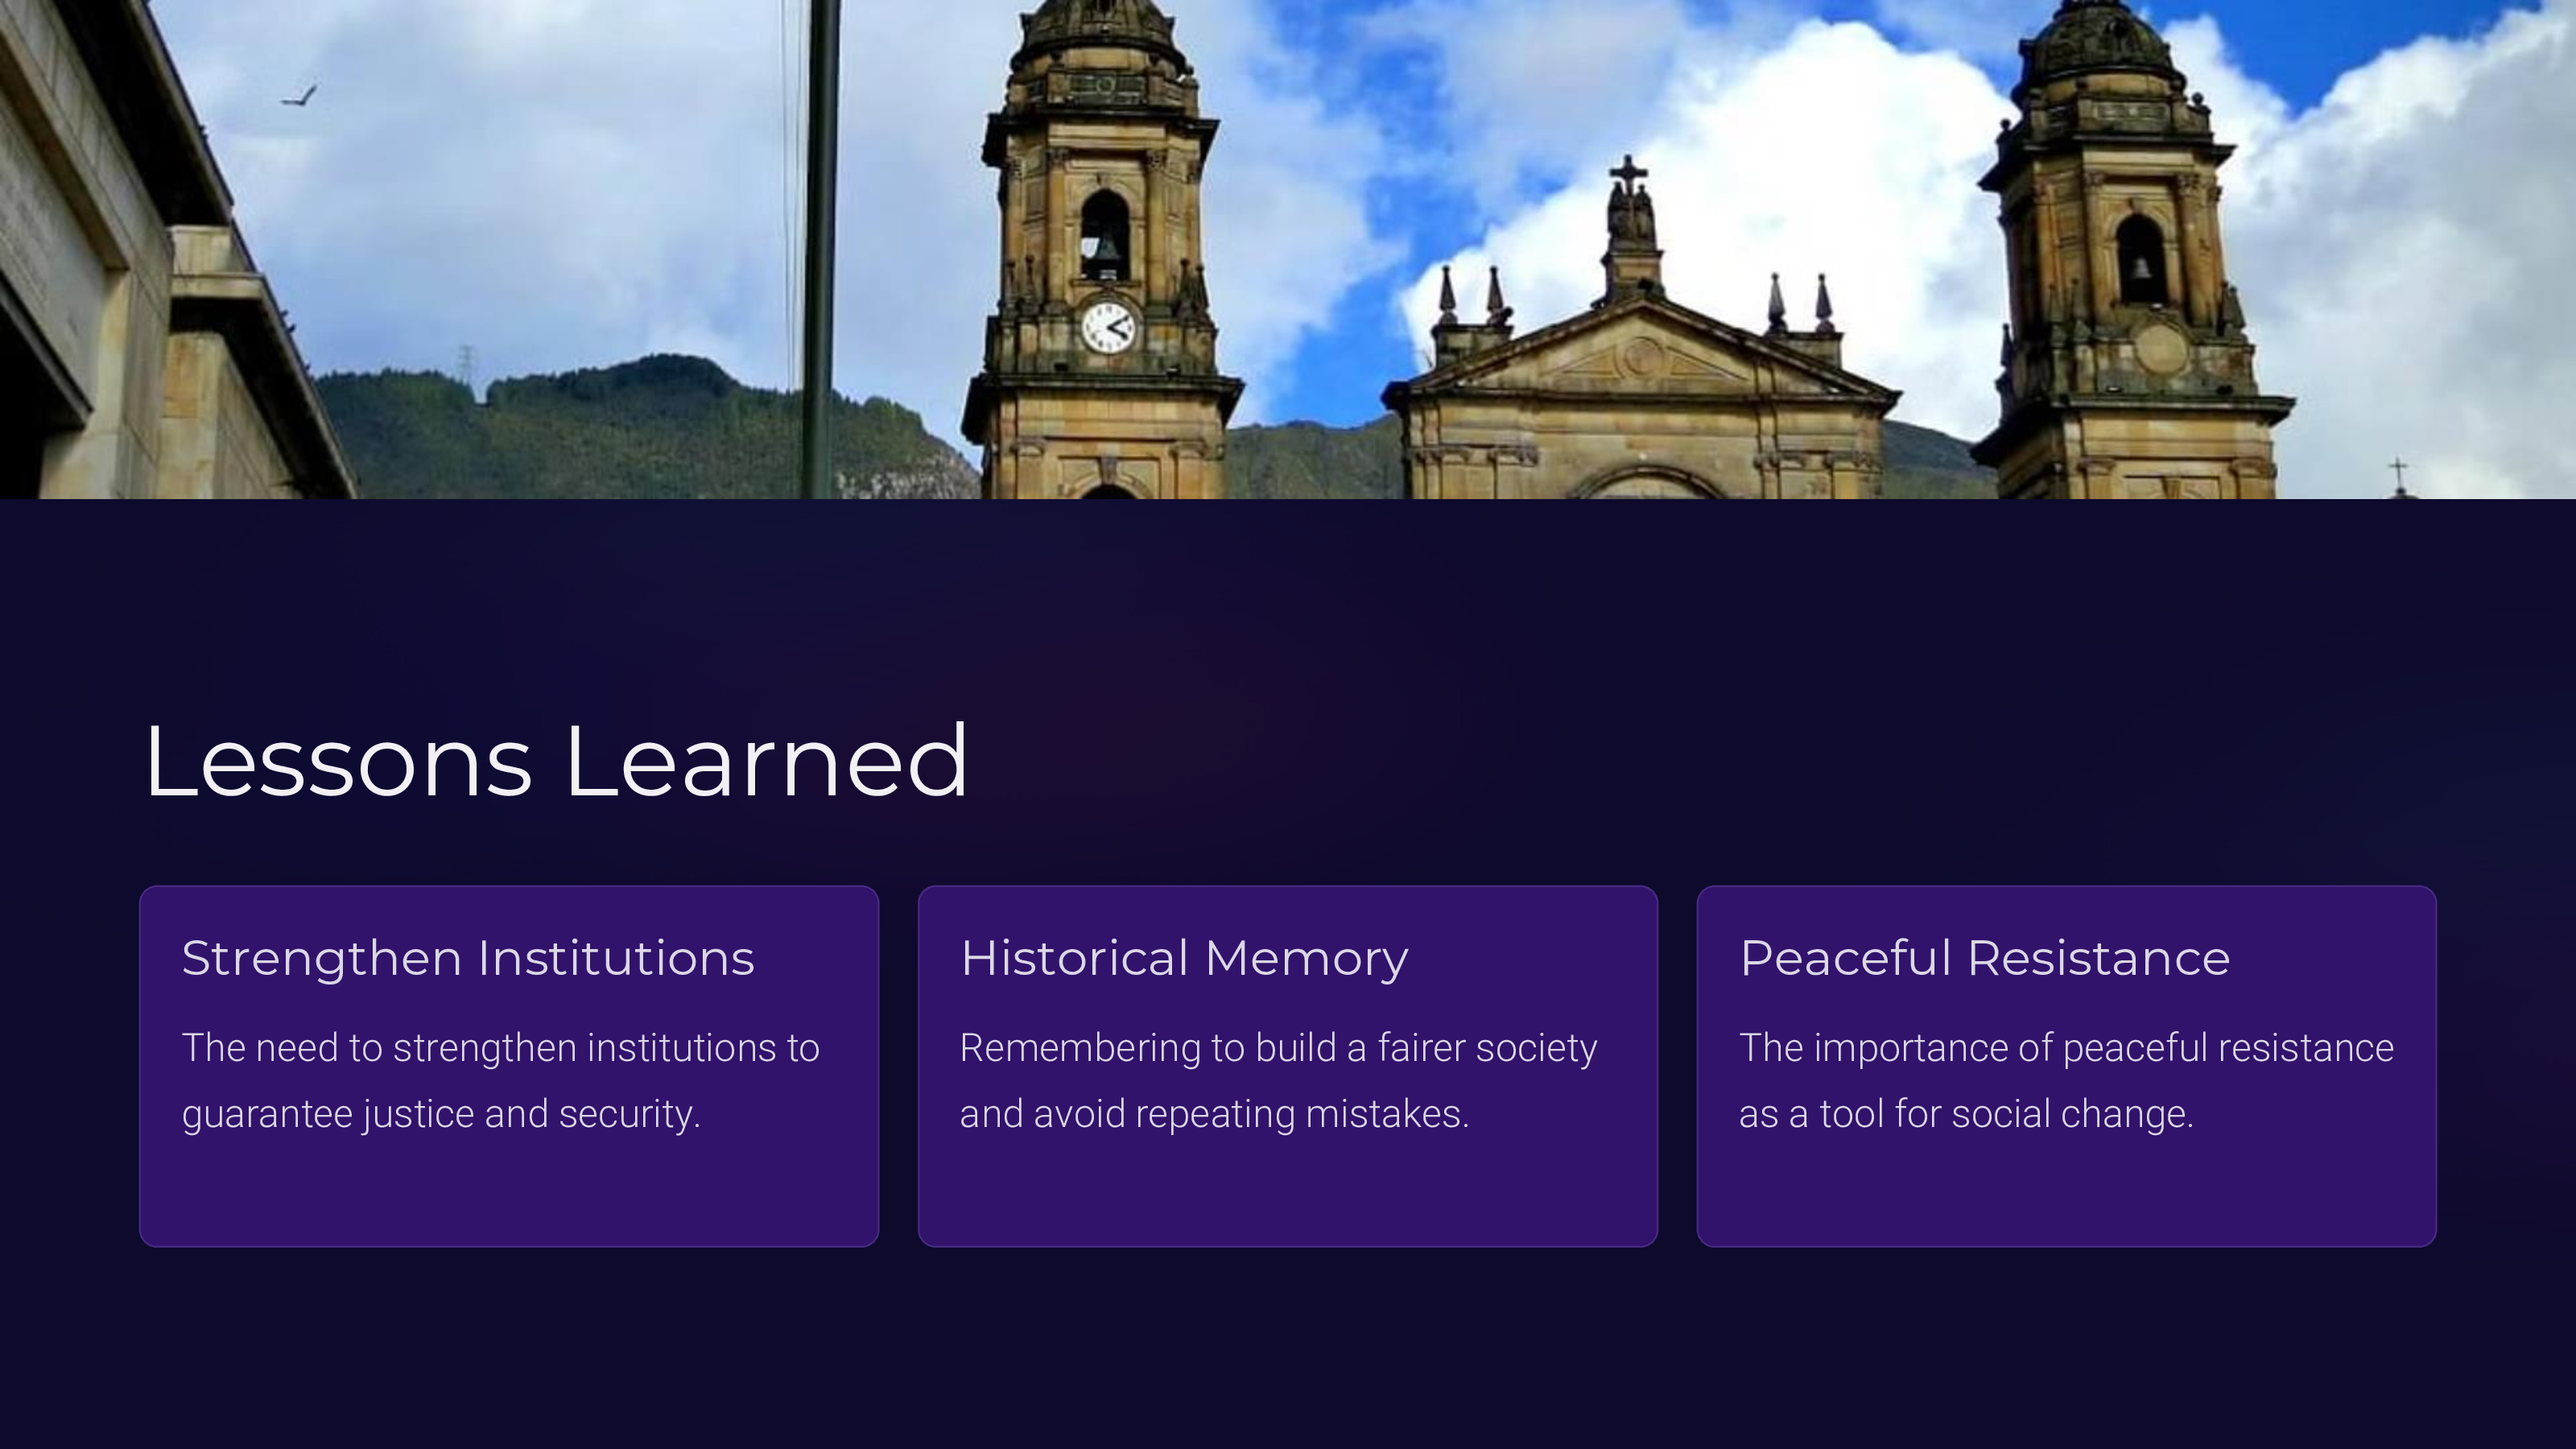 Lessons Learned
Strengthen Institutions
The need to strengthen institutions to
guarantee justice and security.
Historical Memory
Remembering to build a fairer society
and avoid repeating mistakes.
Peaceful Resistance
The importance of peaceful resistance
as a tool for social change.